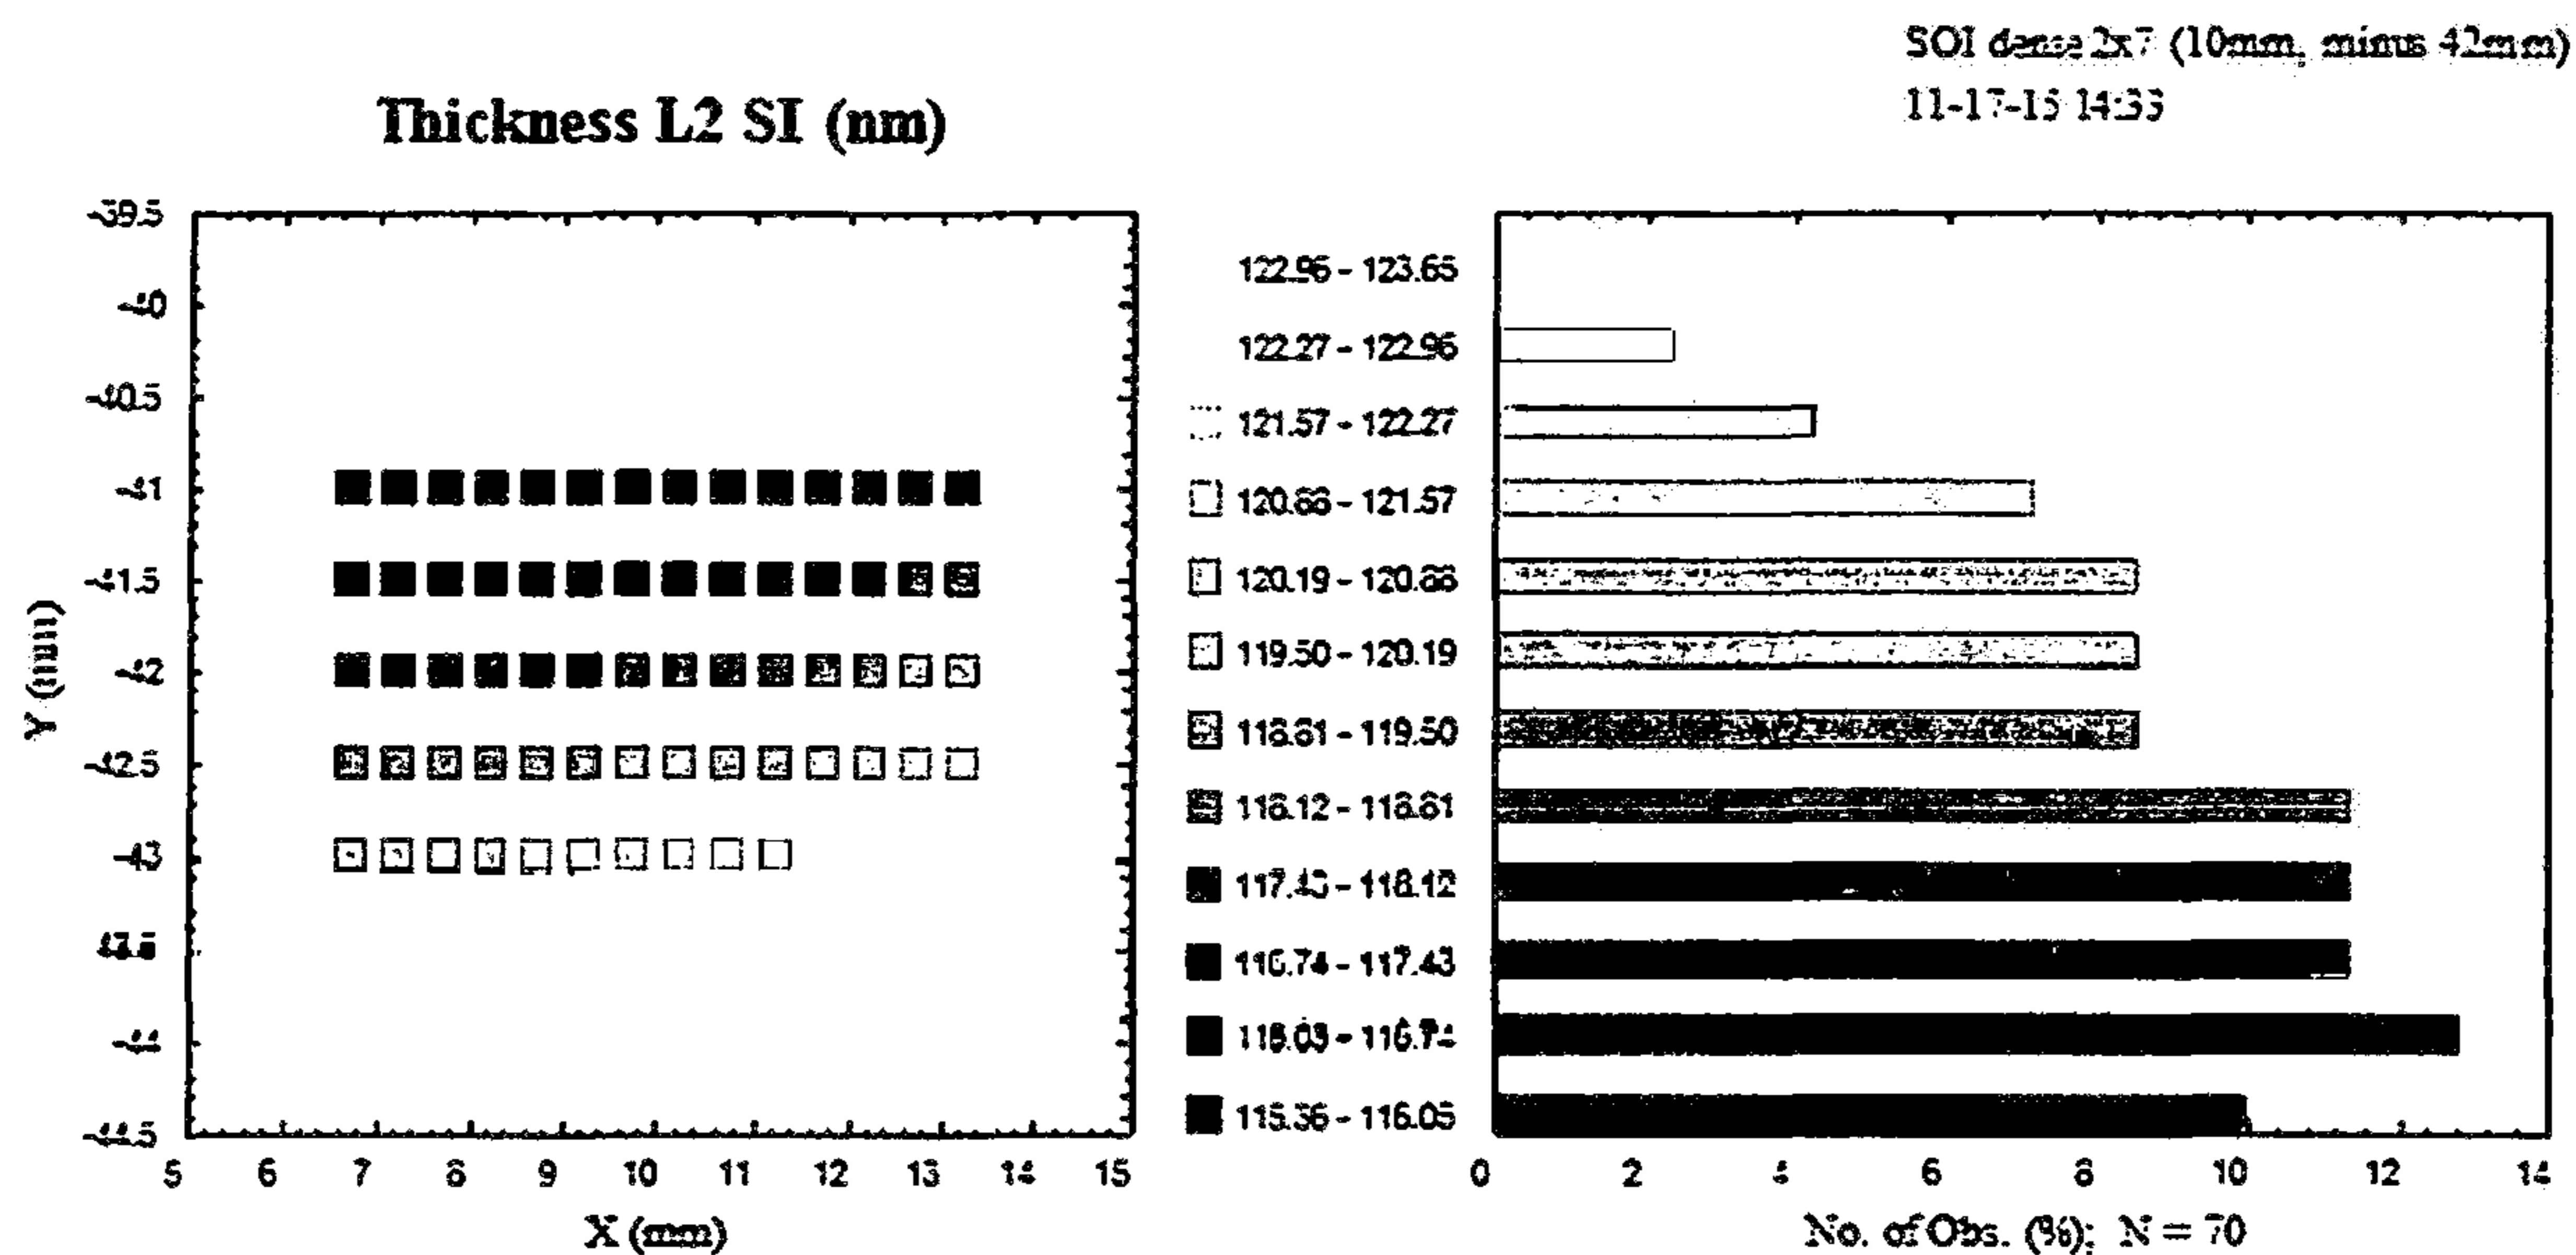 SOI dense 2x7 (10mm, minus 42mm)
11-17-15 14:33
Thickness L2 SI (nm)
-39.5
-40
-40.5
-41
-41.5
-42
-42.5
-43
-43.5
-44
-44.5
Y (mm)
5 6 7 8 9 10 11 12 13 14 15
X (mm)
122.96 - 123.65
122.27 - 122.96
121.57 - 122.27
120.88 - 121.57
120.19 - 120.88
119.50 - 120.19
118.81 - 119.50
118.12 - 118.81
117.43 - 118.12
116.74 - 117.43
116.05 - 116.74
115.36 - 116.05
0 2 4 6 8 10 12 14
No. of Obs. (%); N = 70